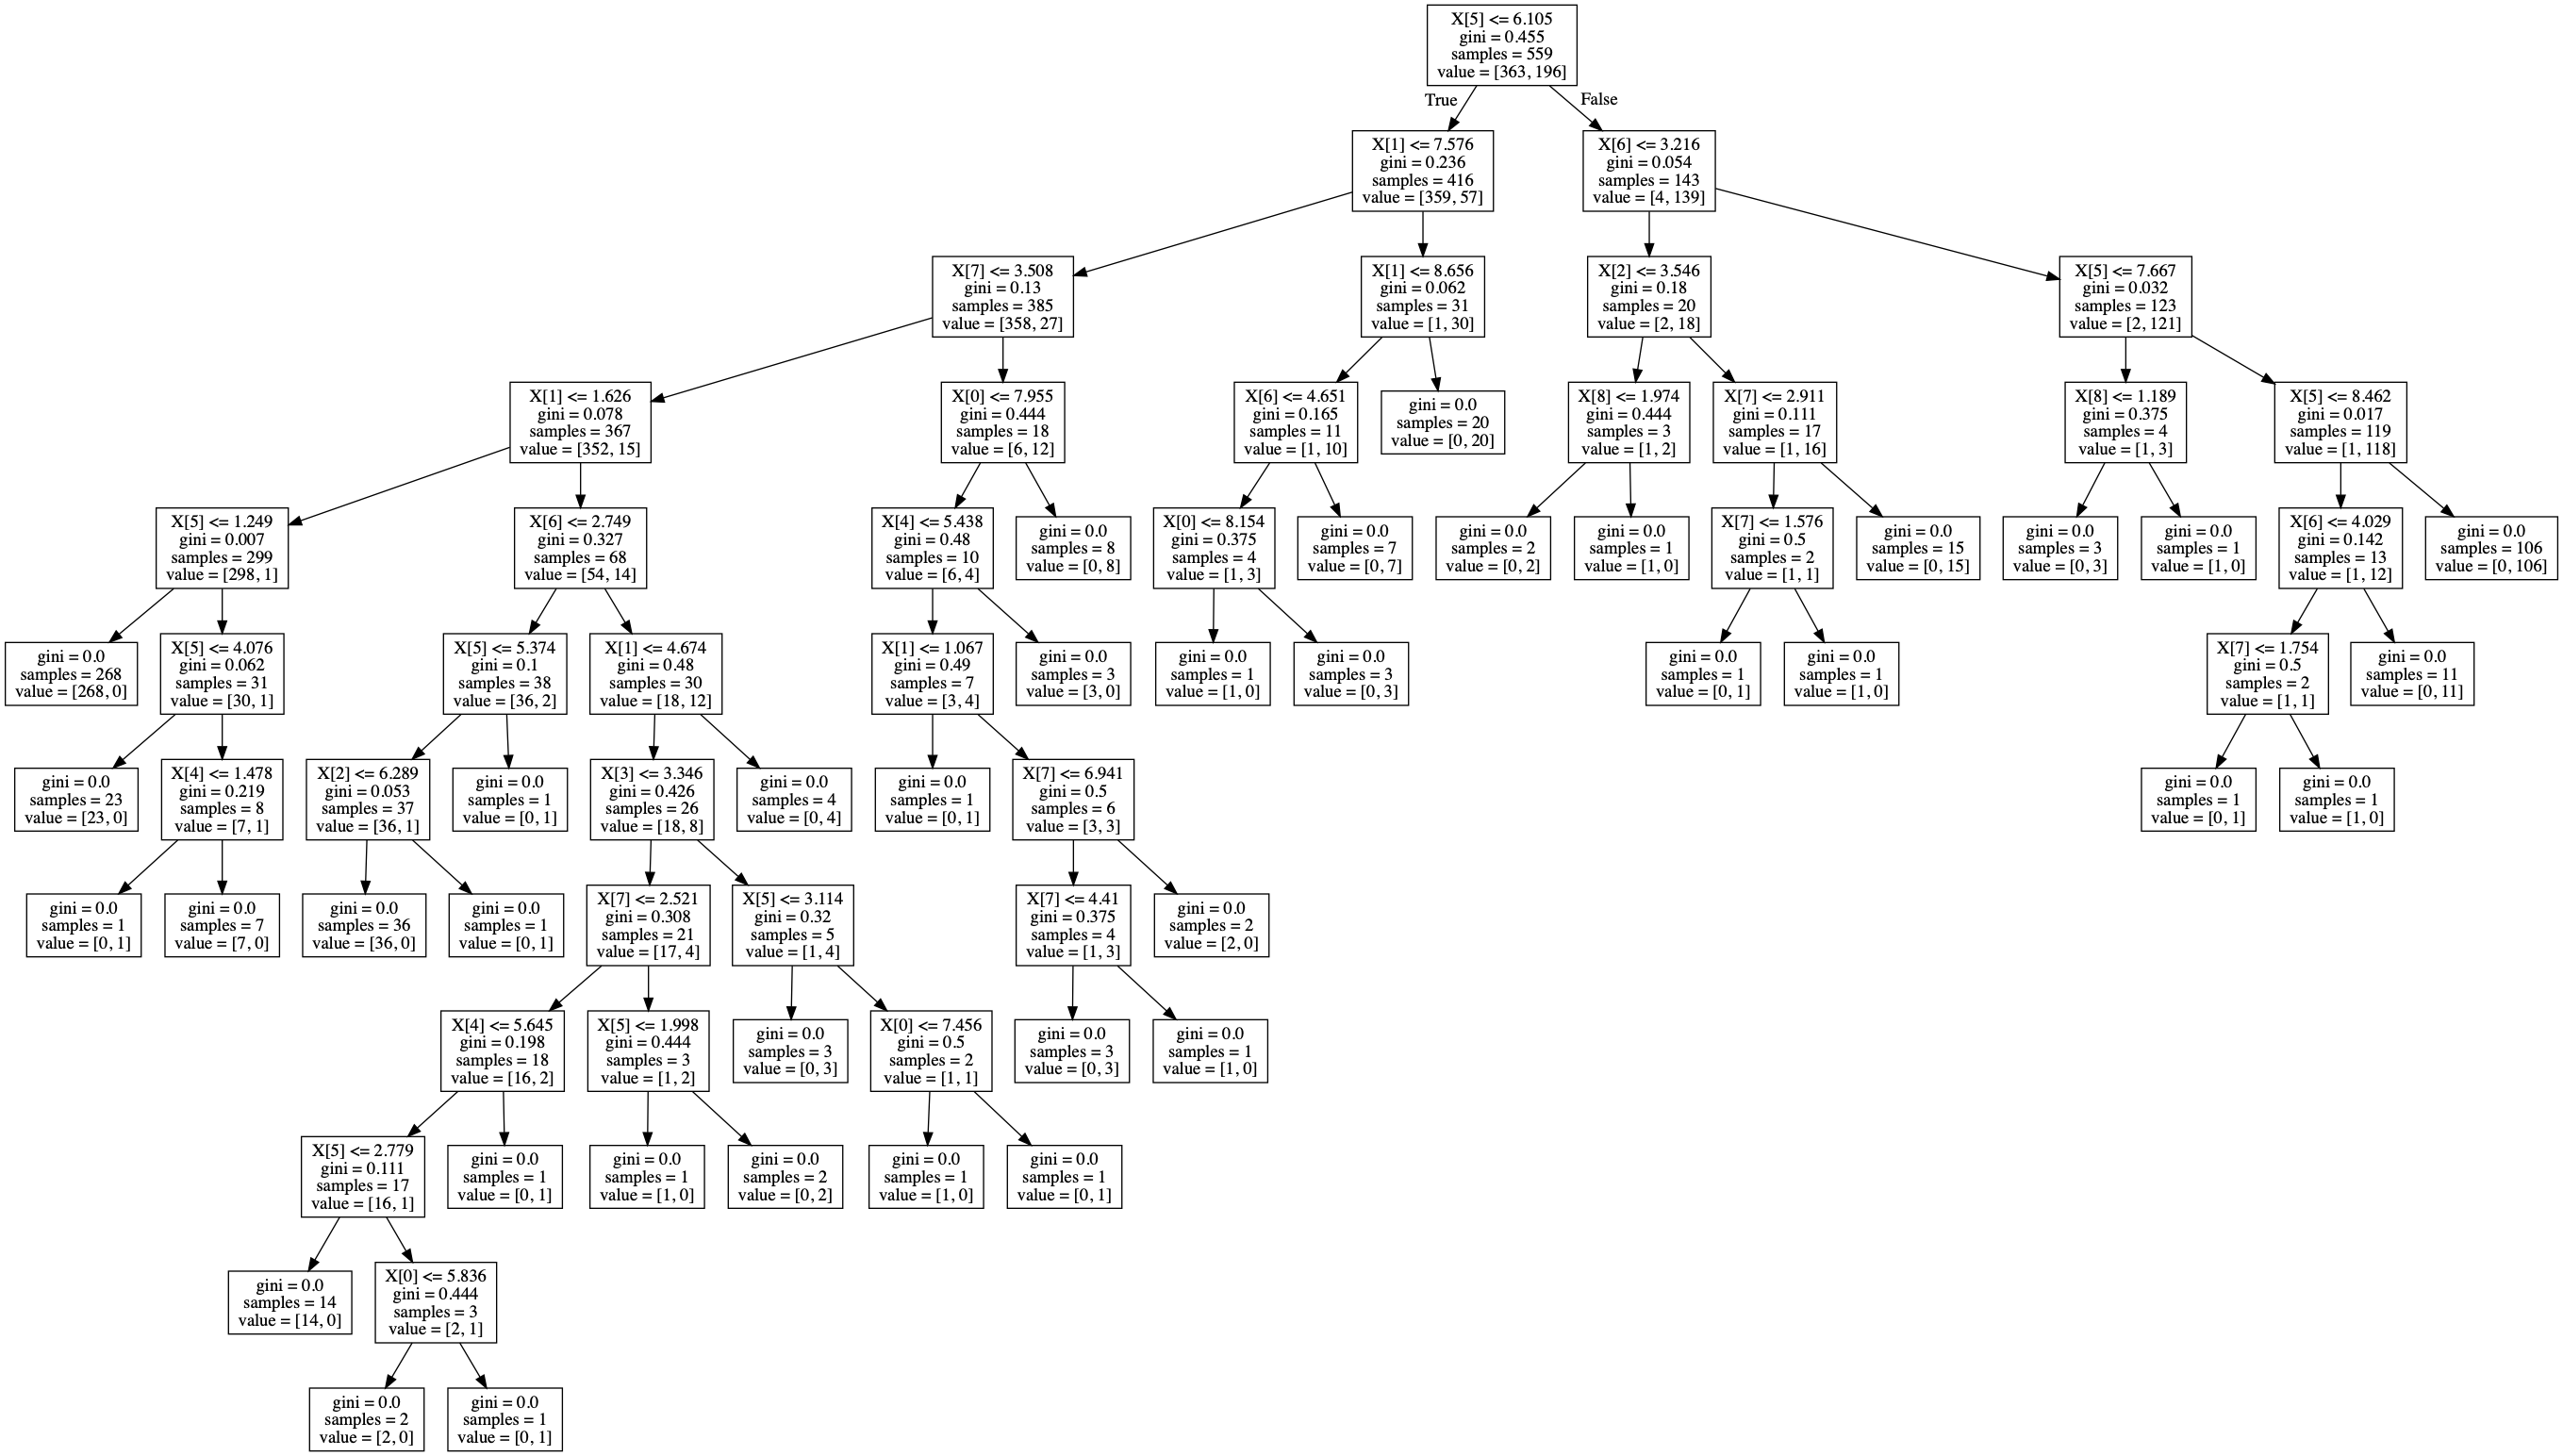 X[5] <= 6.105
gini = 0.455
samples = 559
value = [363, 196]
True
False
X[1] <= 7.576
gini = 0.236
samples = 416
value = [359, 57]
X[6] <= 3.216
gini = 0.054
samples = 143
value = [4, 139]
X[7] <= 3.508
gini = 0.13
samples = 385
value = [358, 27]
X[1] <= 8.656
gini = 0.062
samples = 31
value = [1, 30]
X[2] <= 3.546
gini = 0.18
samples = 20
value = [2, 18]
X[5] <= 7.667
gini = 0.032
samples = 123
value = [2, 121]
X[1] <= 1.626
gini = 0.078
samples = 367
value = [352, 15]
X[0] <= 7.955
gini = 0.444
samples = 18
value = [6, 12]
X[6] <= 4.651
gini = 0.165
samples = 11
value = [1, 10]
gini = 0.0
samples = 20
value = [0, 20]
X[8] <= 1.974
gini = 0.444
samples = 3
value = [1, 2]
X[7] <= 2.911
gini = 0.111
samples = 17
value = [1, 16]
X[8] <= 1.189
gini = 0.375
samples = 4
value = [1, 3]
X[5] <= 8.462
gini = 0.017
samples = 119
value = [1, 118]
X[5] <= 1.249
gini = 0.007
samples = 299
value = [298, 1]
X[6] <= 2.749
gini = 0.327
samples = 68
value = [54, 14]
X[4] <= 5.438
gini = 0.48
samples = 10
value = [6, 4]
gini = 0.0
samples = 8
value = [0, 8]
X[0] <= 8.154
gini = 0.375
samples = 4
value = [1, 3]
gini = 0.0
samples = 7
value = [0, 7]
gini = 0.0
samples = 2
value = [0, 2]
gini = 0.0
samples = 1
value = [1, 0]
X[7] <= 1.576
gini = 0.5
samples = 2
value = [1, 1]
gini = 0.0
samples = 15
value = [0, 15]
gini = 0.0
samples = 3
value = [0, 3]
gini = 0.0
samples = 1
value = [1, 0]
X[6] <= 4.029
gini = 0.142
samples = 13
value = [1, 12]
gini = 0.0
samples = 106
value = [0, 106]
gini = 0.0
samples = 268
value = [268, 0]
X[5] <= 4.076
gini = 0.062
samples = 31
value = [30, 1]
X[5] <= 5.374
gini = 0.1
samples = 38
value = [36, 2]
X[1] <= 4.674
gini = 0.48
samples = 30
value = [18, 12]
X[1] <= 1.067
gini = 0.49
samples = 7
value = [3, 4]
gini = 0.0
samples = 3
value = [3, 0]
gini = 0.0
samples = 1
value = [1, 0]
gini = 0.0
samples = 3
value = [0, 3]
gini = 0.0
samples = 1
value = [0, 1]
gini = 0.0
samples = 1
value = [1, 0]
X[7] <= 1.754
gini = 0.5
samples = 2
value = [1, 1]
gini = 0.0
samples = 11
value = [0, 11]
gini = 0.0
samples = 23
value = [23, 0]
X[4] <= 1.478
gini = 0.219
samples = 8
value = [7, 1]
X[2] <= 6.289
gini = 0.053
samples = 37
value = [36, 1]
gini = 0.0
samples = 1
value = [0, 1]
X[3] <= 3.346
gini = 0.426
samples = 26
value = [18, 8]
gini = 0.0
samples = 4
value = [0, 4]
gini = 0.0
samples = 1
value = [0, 1]
X[7] <= 6.941
gini = 0.5
samples = 6
value = [3, 3]
gini = 0.0
samples = 1
value = [0, 1]
gini = 0.0
samples = 1
value = [1, 0]
gini = 0.0
samples = 1
value = [0, 1]
gini = 0.0
samples = 7
value = [7, 0]
gini = 0.0
samples = 36
value = [36, 0]
gini = 0.0
samples = 1
value = [0, 1]
X[7] <= 2.521
gini = 0.308
samples = 21
value = [17, 4]
X[5] <= 3.114
gini = 0.32
samples = 5
value = [1, 4]
X[7] <= 4.41
gini = 0.375
samples = 4
value = [1, 3]
gini = 0.0
samples = 2
value = [2, 0]
X[4] <= 5.645
gini = 0.198
samples = 18
value = [16, 2]
X[5] <= 1.998
gini = 0.444
samples = 3
value = [1, 2]
gini = 0.0
samples = 3
value = [0, 3]
X[0] <= 7.456
gini = 0.5
samples = 2
value = [1, 1]
gini = 0.0
samples = 3
value = [0, 3]
gini = 0.0
samples = 1
value = [1, 0]
X[5] <= 2.779
gini = 0.111
samples = 17
value = [16, 1]
gini = 0.0
samples = 1
value = [0, 1]
gini = 0.0
samples = 1
value = [1, 0]
gini = 0.0
samples = 2
value = [0, 2]
gini = 0.0
samples = 1
value = [1, 0]
gini = 0.0
samples = 1
value = [0, 1]
gini = 0.0
samples = 14
value = [14, 0]
X[0] <= 5.836
gini = 0.444
samples = 3
value = [2, 1]
gini = 0.0
samples = 2
value = [2, 0]
gini = 0.0
samples = 1
value = [0, 1]